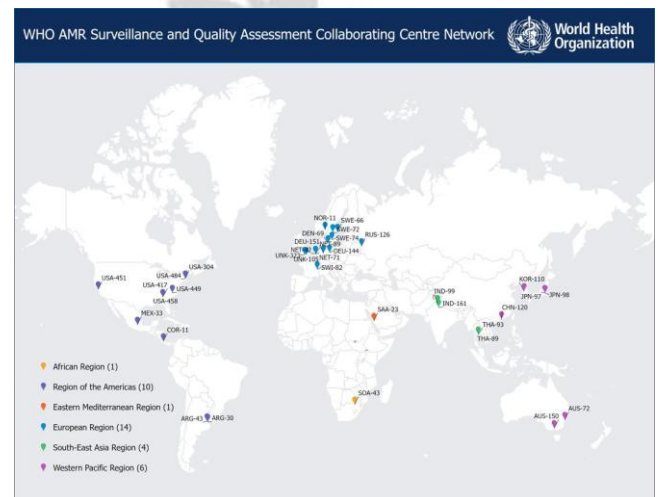 WHO AMR Surveillance and Quality Assessment Collaborating Centre Network
World Health
Organization
NOR-11
SWE-66
SWE-72
DEN-69
SWE-74
DEU-151
RUS-126
DEU-144
NET-71
SWI-82
USA-304
USA-484
USA-451
USA-417
USA-449
USA-458
MEX-33
COR-11
IND-99
IND-161
SAA-23
KOR-110
JPN-97
JPN-98
CHN-120
THA-93
THA-89
SOA-43
ARG-43
ARG-30
AUS-72
AUS-150
African Region (1)
Region of the Americas (10)
Eastern Mediterranean Region (1)
European Region (14)
South-East Asia Region (4)
Western Pacific Region (6)